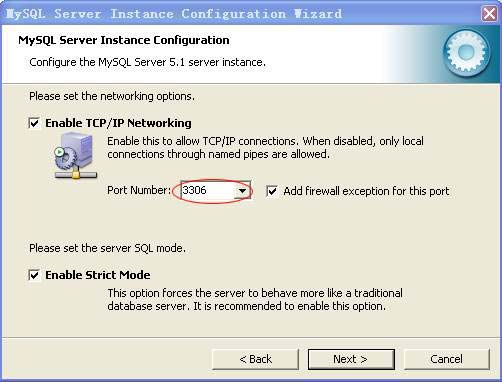 MySQL Server Instance Configuration Wizard
MySQL Server Instance Configuration
Configure the MySQL Server 5.1 server instance.
Please set the networking options.
Enable TCP/IP Networking
Enable this to allow TCP/IP connections. When disabled, only local
connections through named pipes are allowed.
Port Number: 3306 Add firewall exception for this port
Please set the server SQL mode.
Enable Strict Mode
This option forces the server to behave more like a traditional
database server. It is recommended to enable this option.
< Back Next > Cancel